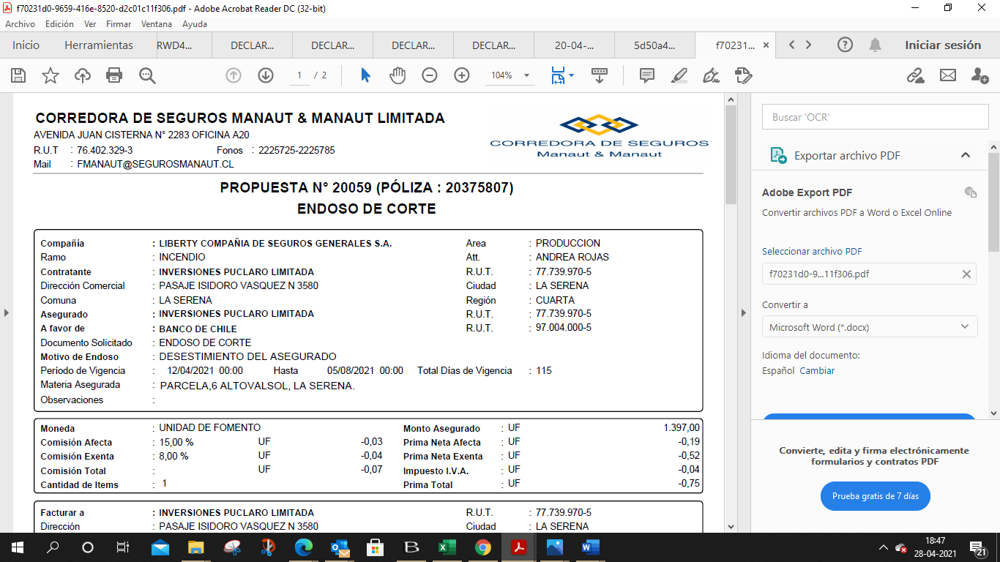 f70231d0-9659-416e-8520-d2c01c11f306.pdf - Adobe Acrobat Reader DC (32-bit)
Archivo Edición Ver Firmar Ventana Ayuda
Inicio Herramientas RWD4... DECLAR... DECLAR... DECLAR... DECLAR... 20-04-... 5d50a4... f70231... × Iniciar sesión
1 / 2 104%
CORREDORA DE SEGUROS MANAUT & MANAUT LIMITADA
AVENIDA JUAN CISTERNA N° 2283 OFICINA A20
R.U.T : 76.402.329-3 Fonos : 2225725-2225785
Mail : FMANAUT@SEGUROSMANAUT.CL
CORREDORA DE SEGUROS
Manaut & Manaut
PROPUESTA N° 20059 (PÓLIZA : 20375807)
ENDOSO DE CORTE
Compañía : LIBERTY COMPAÑIA DE SEGUROS GENERALES S.A. Area : PRODUCCION
Ramo : INCENDIO Att. : ANDREA ROJAS
Contratante : INVERSIONES PUCLARO LIMITADA R.U.T. : 77.739.970-5
Dirección Comercial : PASAJE ISIDORO VASQUEZ N 3580 Ciudad : LA SERENA
Comuna : LA SERENA Región : CUARTA
Asegurado : INVERSIONES PUCLARO LIMITADA R.U.T. : 77.739.970-5
A favor de : BANCO DE CHILE R.U.T. : 97.004.000-5
Documento Solicitado : ENDOSO DE CORTE
Motivo de Endoso : DESESTIMIENTO DEL ASEGURADO
Período de Vigencia : 12/04/2021 00:00 Hasta 05/08/2021 00:00 Total Días de Vigencia : 115
Materia Asegurada : PARCELA,6 ALTOVALSOL, LA SERENA.
Observaciones :
Moneda : UNIDAD DE FOMENTO Monto Asegurado : UF 1.397,00
Comisión Afecta : 15,00 % UF -0,03 Prima Neta Afecta : UF -0,19
Comisión Exenta : 8,00 % UF -0,04 Prima Neta Exenta : UF -0,52
Comisión Total : UF -0,07 Impuesto I.V.A. : UF -0,04
Cantidad de Items : 1 Prima Total : UF -0,75
Facturar a : INVERSIONES PUCLARO LIMITADA R.U.T. : 77.739.970-5
Dirección : PASAJE ISIDORO VASQUEZ N 3580 Ciudad : LA SERENA
Buscar 'OCR'
Exportar archivo PDF
Adobe Export PDF
Convertir archivos PDF a Word o Excel Online
Seleccionar archivo PDF
f70231d0-9...11f306.pdf
Convertir a
Microsoft Word (*.docx)
Idioma del documento:
Español Cambiar
Convierte, edita y firma electrónicamente
formularios y contratos PDF
Prueba gratis de 7 días
18:47
28-04-2021
21